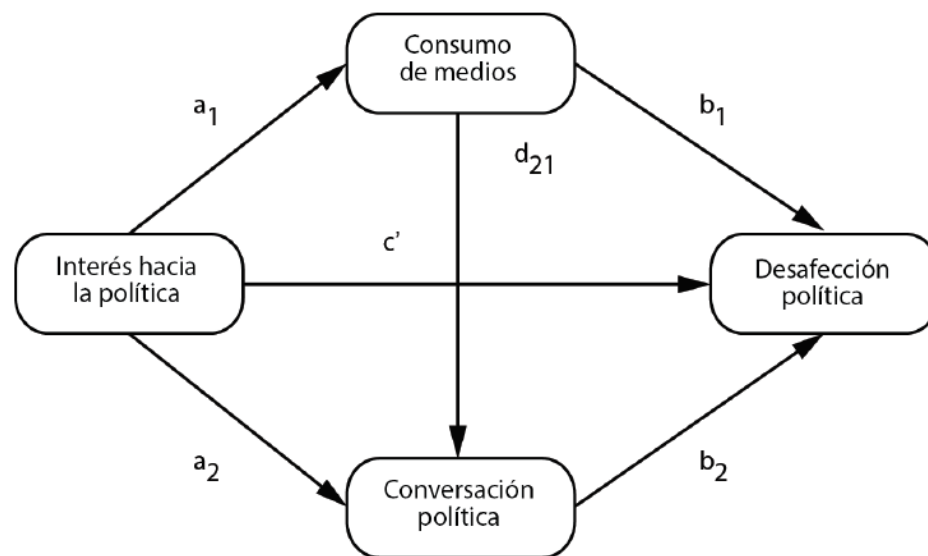 Consumo
de medios
a1
b1
d21
c'
Interés hacia
la política
Desafección
política
a2
b2
Conversación
política